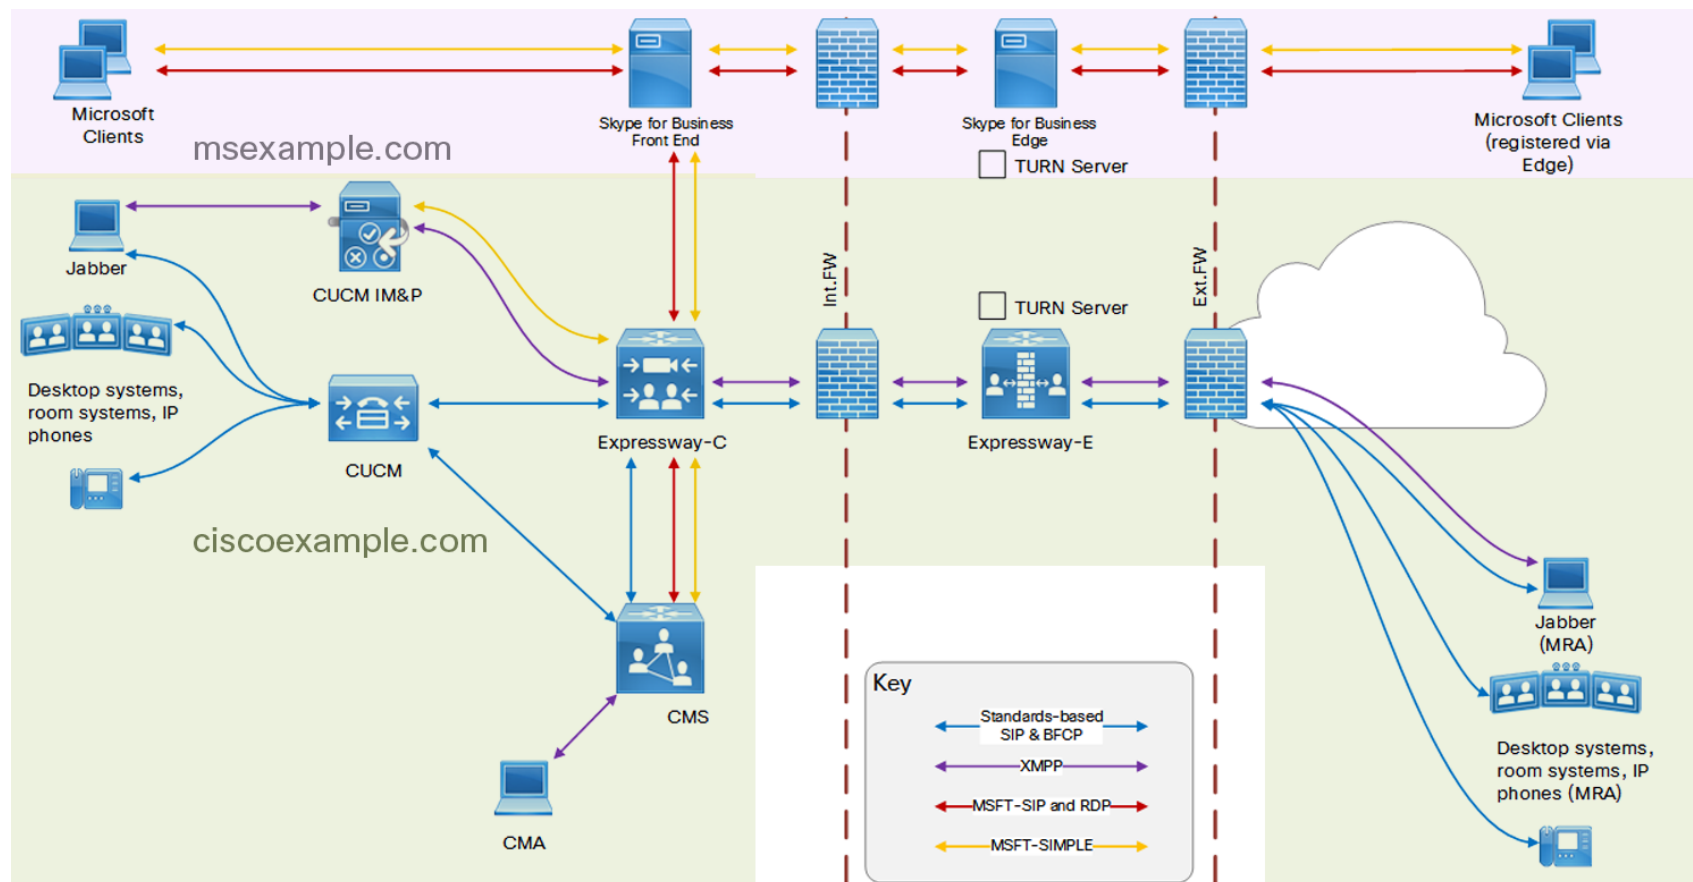 Microsoft
Clients
msexample.com
Skype for Business
Front End
Skype for Business
Edge
TURN Server
Microsoft Clients
(registered via
Edge)
Jabber
CUCM IM&P
Int.FW
Ext.FW
TURN Server
Desktop systems,
room systems, IP
phones
CUCM
Expressway-C
Expressway-E
ciscoexample.com
CMS
CMA
Jabber
(MRA)
Desktop systems,
room systems, IP
phones (MRA)
Key
Standards-based
SIP & BFCP
XMPP
MSFT-SIP and RDP
MSFT-SIMPLE